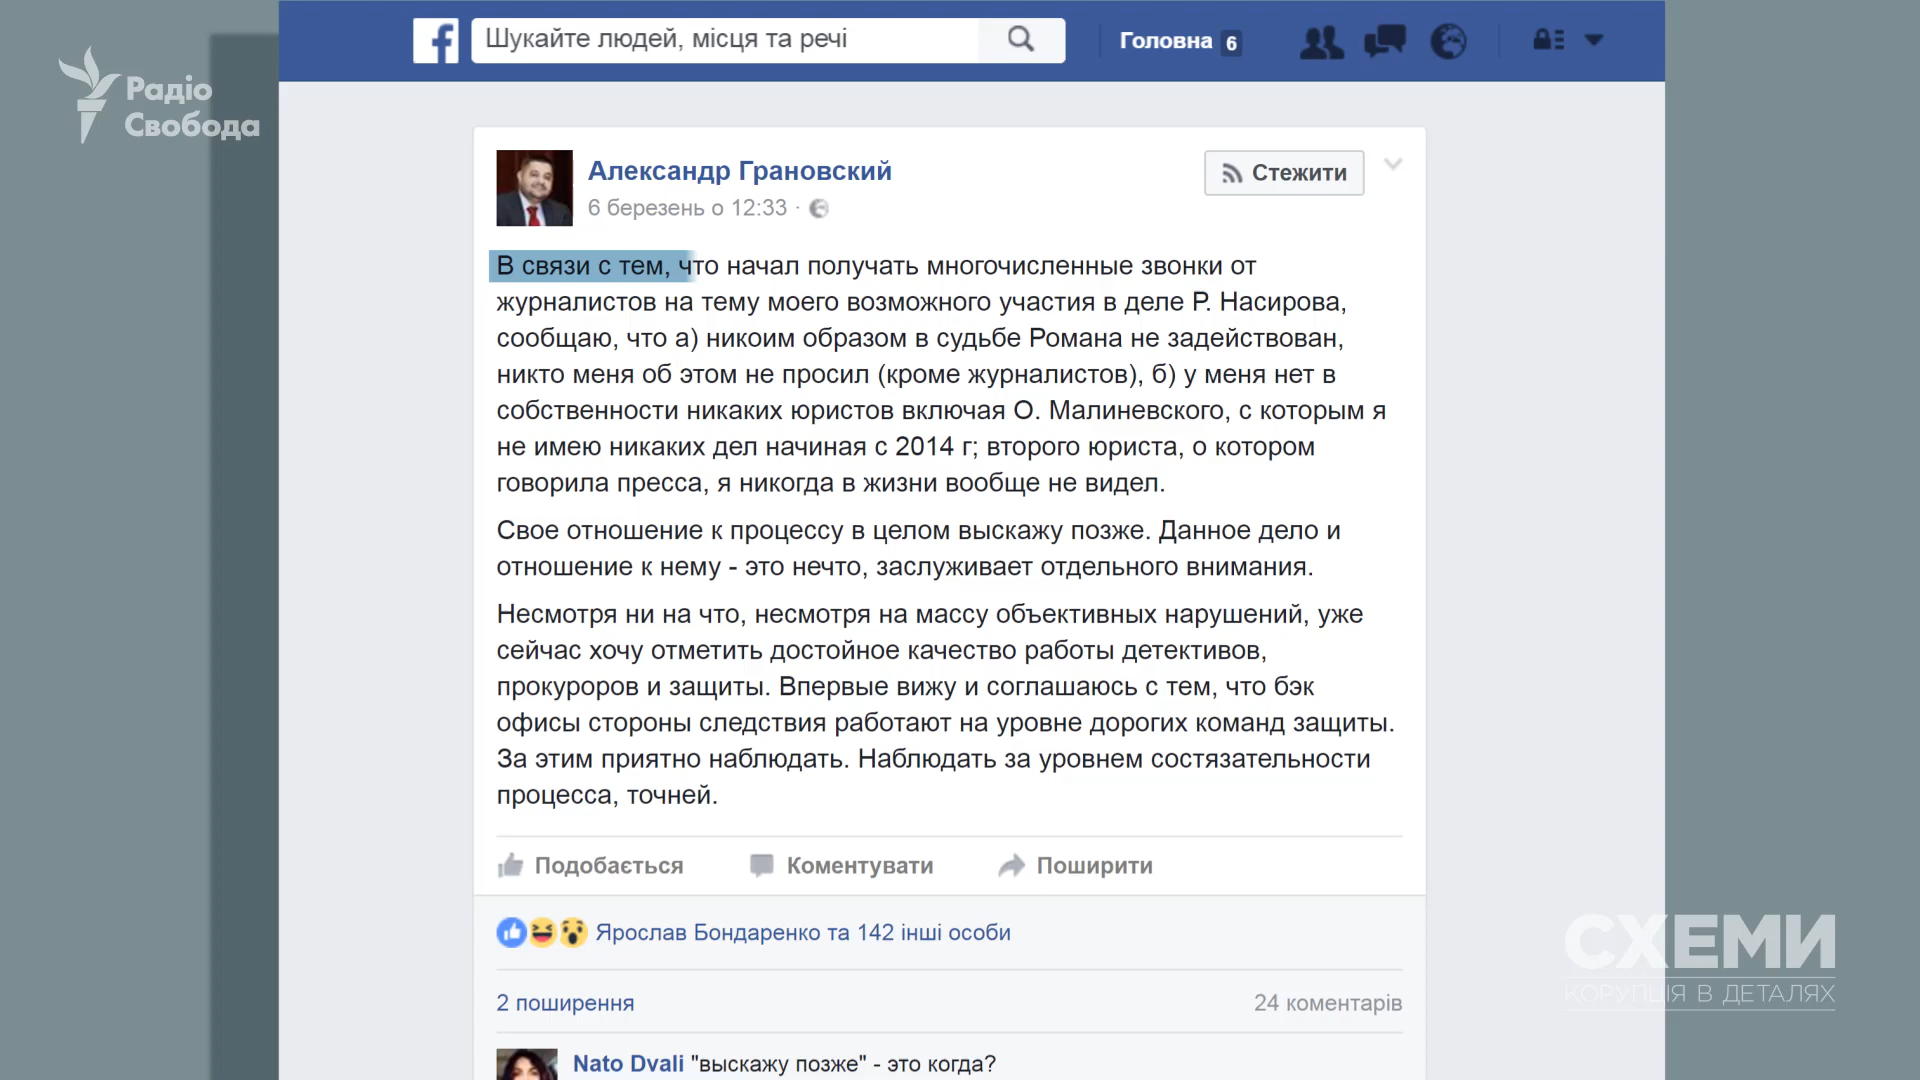 Радіо
Свобода
Шукайте людей, місця та речі
Головна 6
Александр Грановский
6 березень о 12:33 ·
Стежити
В связи с тем, что начал получать многочисленные звонки от
журналистов на тему моего возможного участия в деле Р. Насирова,
сообщаю, что а) никоим образом в судьбе Романа не задействован,
никто меня об этом не просил (кроме журналистов), б) у меня нет в
собственности никаких юристов включая О. Малиневского, с которым я
не имею никаких дел начиная с 2014 г; второго юриста, о котором
говорила пресса, я никогда в жизни вообще не видел.
Свое отношение к процессу в целом выскажу позже. Данное дело и
отношение к нему - это нечто, заслуживает отдельного внимания.
Несмотря ни на что, несмотря на массу объективных нарушений, уже
сейчас хочу отметить достойное качество работы детективов,
прокуроров и защиты. Впервые вижу и соглашаюсь с тем, что бэк
офисы стороны следствия работают на уровне дорогих команд защиты.
За этим приятно наблюдать. Наблюдать за уровнем состязательности
процесса, точней.
Подобається Коментувати Поширити
Ярослав Бондаренко та 142 інші особи
2 поширення
24 коментарів
Nato Dvali "выскажу позже" - это когда?
СХЕМИ
КОРУПЦІЯ В ДЕТАЛЯХ